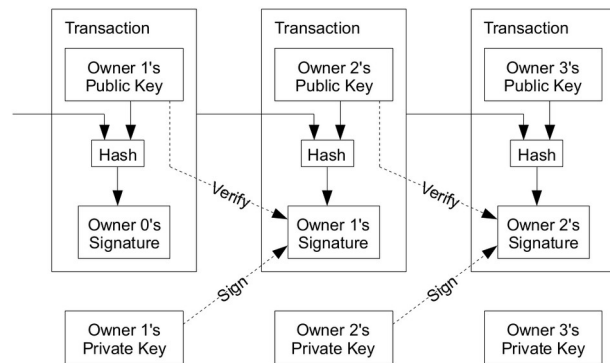 Transaction
Owner 1's
Public Key
Hash
Verify
Owner 0's
Signature
Transaction
Owner 2's
Public Key
Hash
Verify
Owner 1's
Signature
Transaction
Owner 3's
Public Key
Hash
Owner 2's
Signature
Sign
Sign
Owner 1's
Private Key
Owner 2's
Private Key
Owner 3's
Private Key